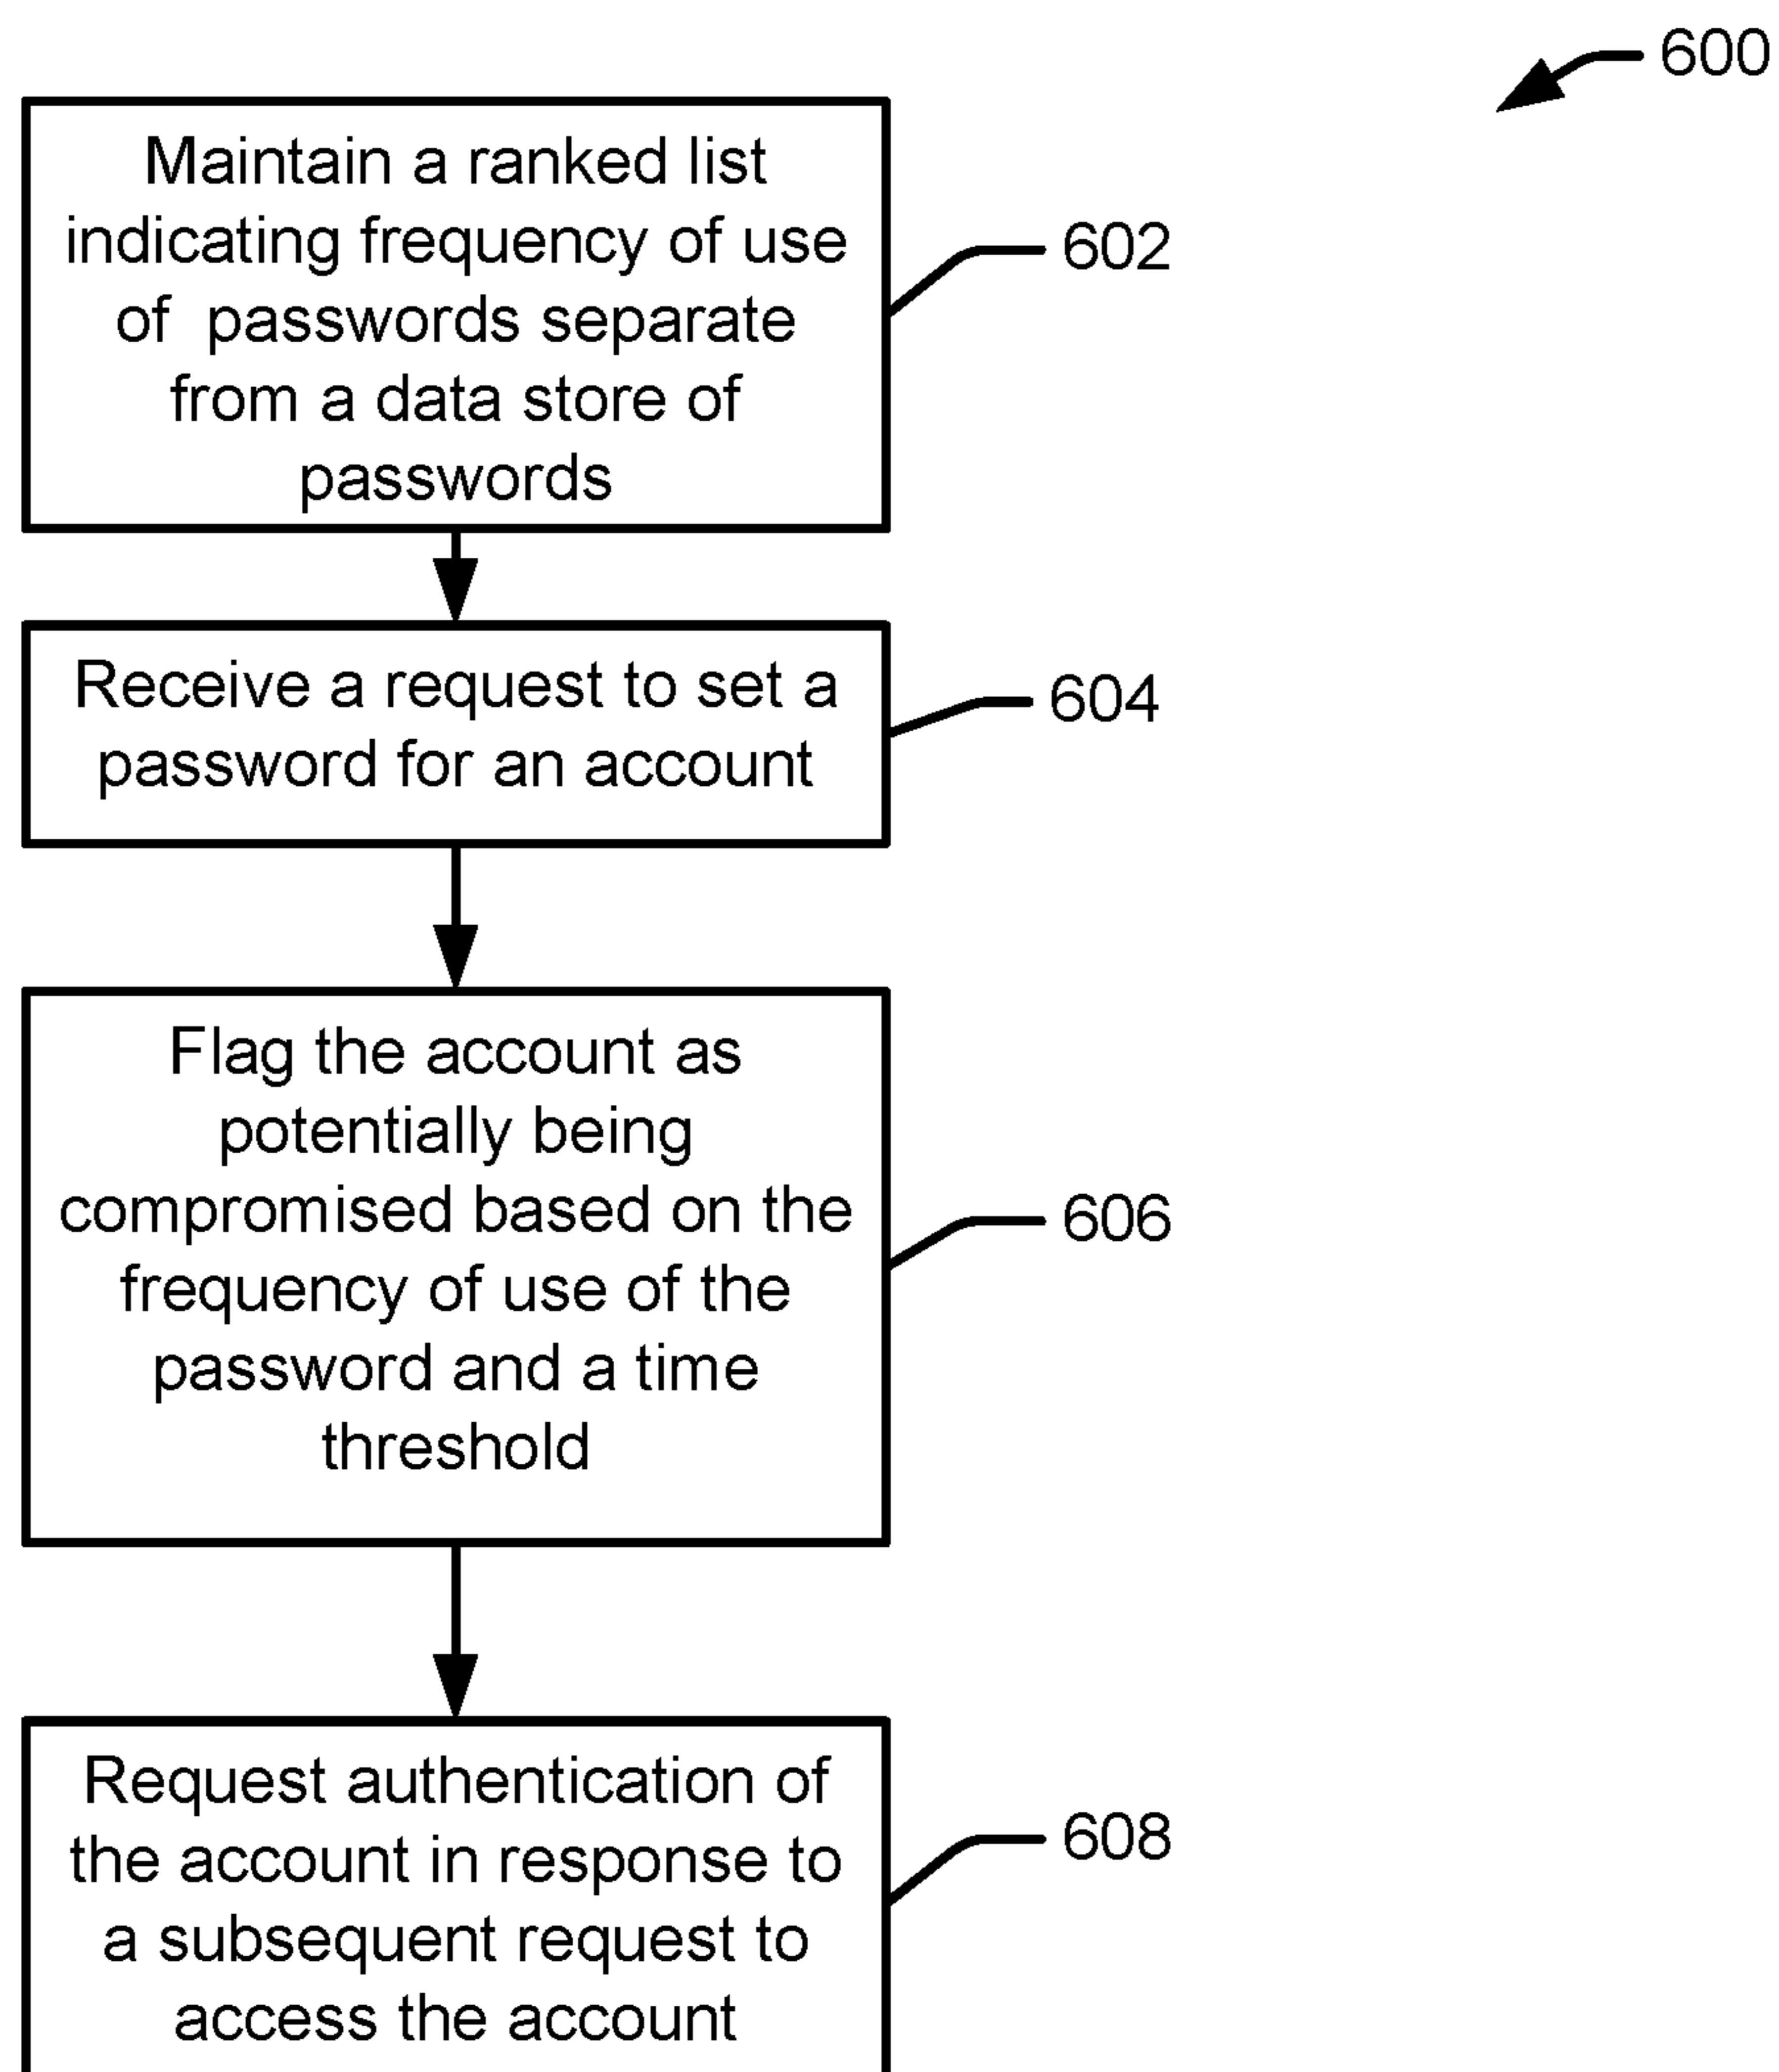 600
Maintain a ranked list
indicating frequency of use
of passwords separate
from a data store of
passwords
602
Receive a request to set a
password for an account
604
Flag the account as
potentially being
compromised based on the
frequency of use of the
password and a time
threshold
606
Request authentication of
the account in response to
a subsequent request to
access the account
608